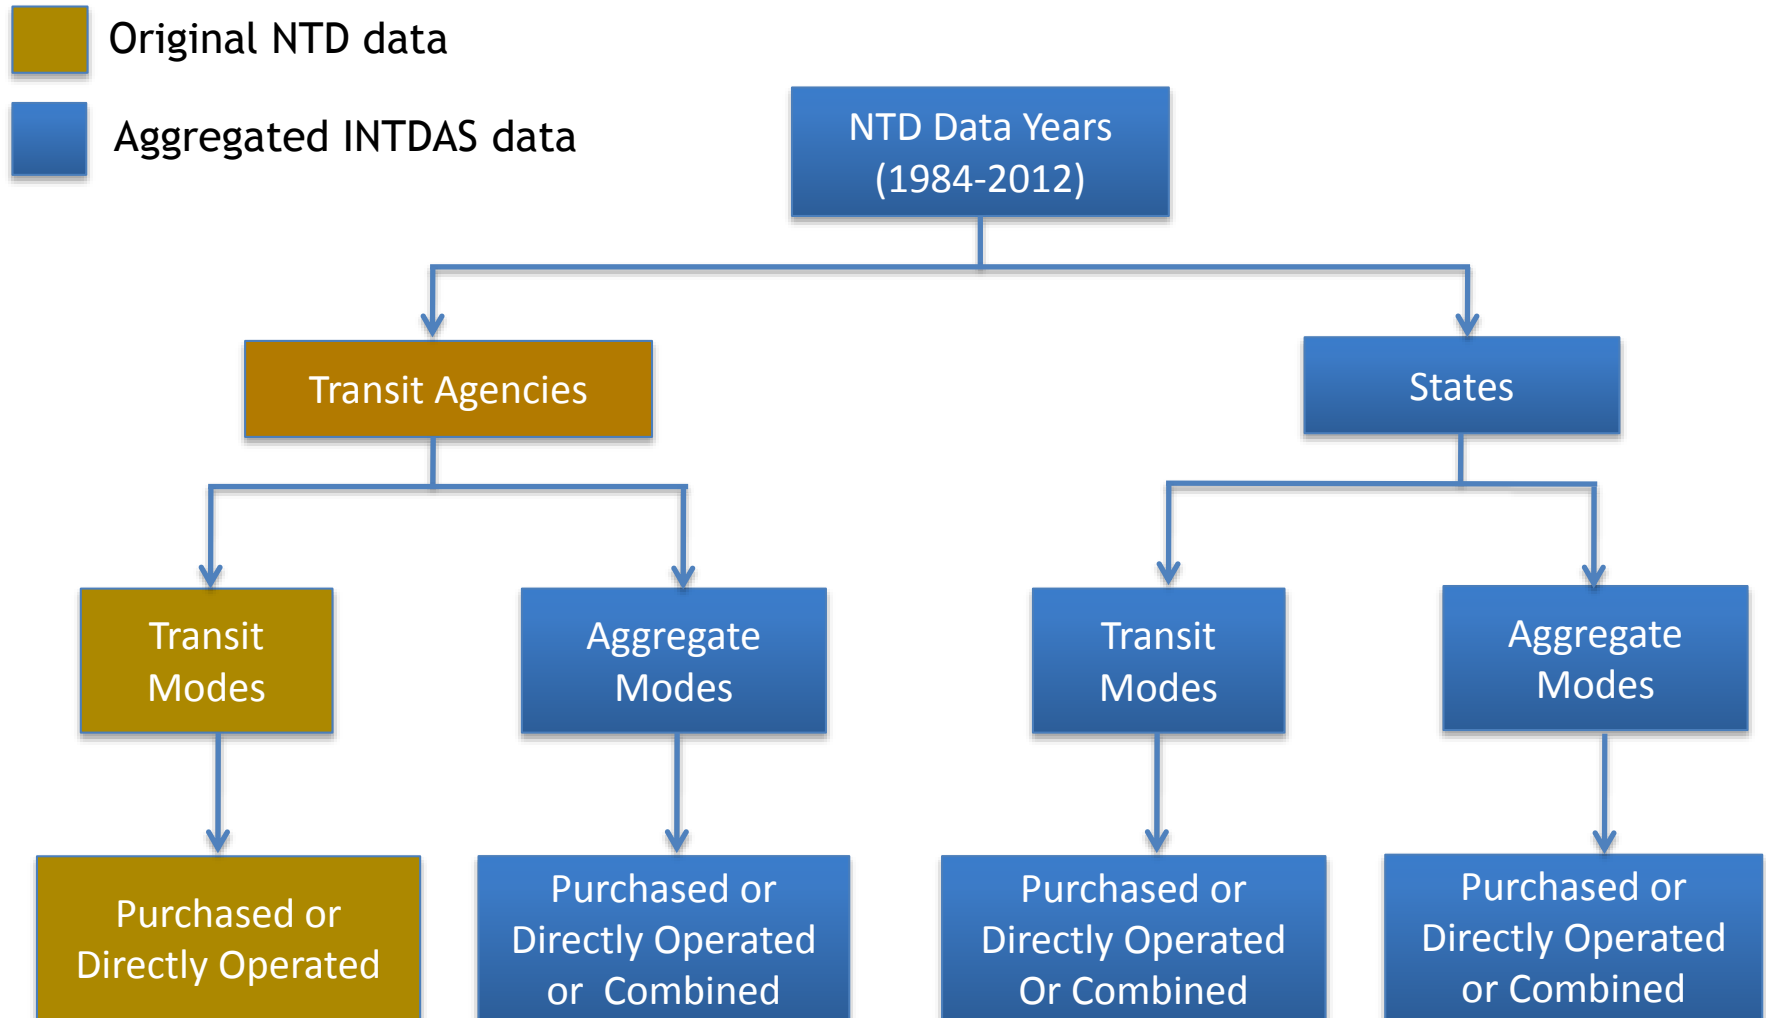 Original NTD data
Aggregated INTDAS data
NTD Data Years
(1984-2012)
Transit Agencies
States
Transit
Modes
Aggregate
Modes
Transit
Modes
Aggregate
Modes
Purchased or
Directly Operated
Purchased or
Directly Operated
or Combined
Purchased or
Directly Operated
Or Combined
Purchased or
Directly Operated
or Combined